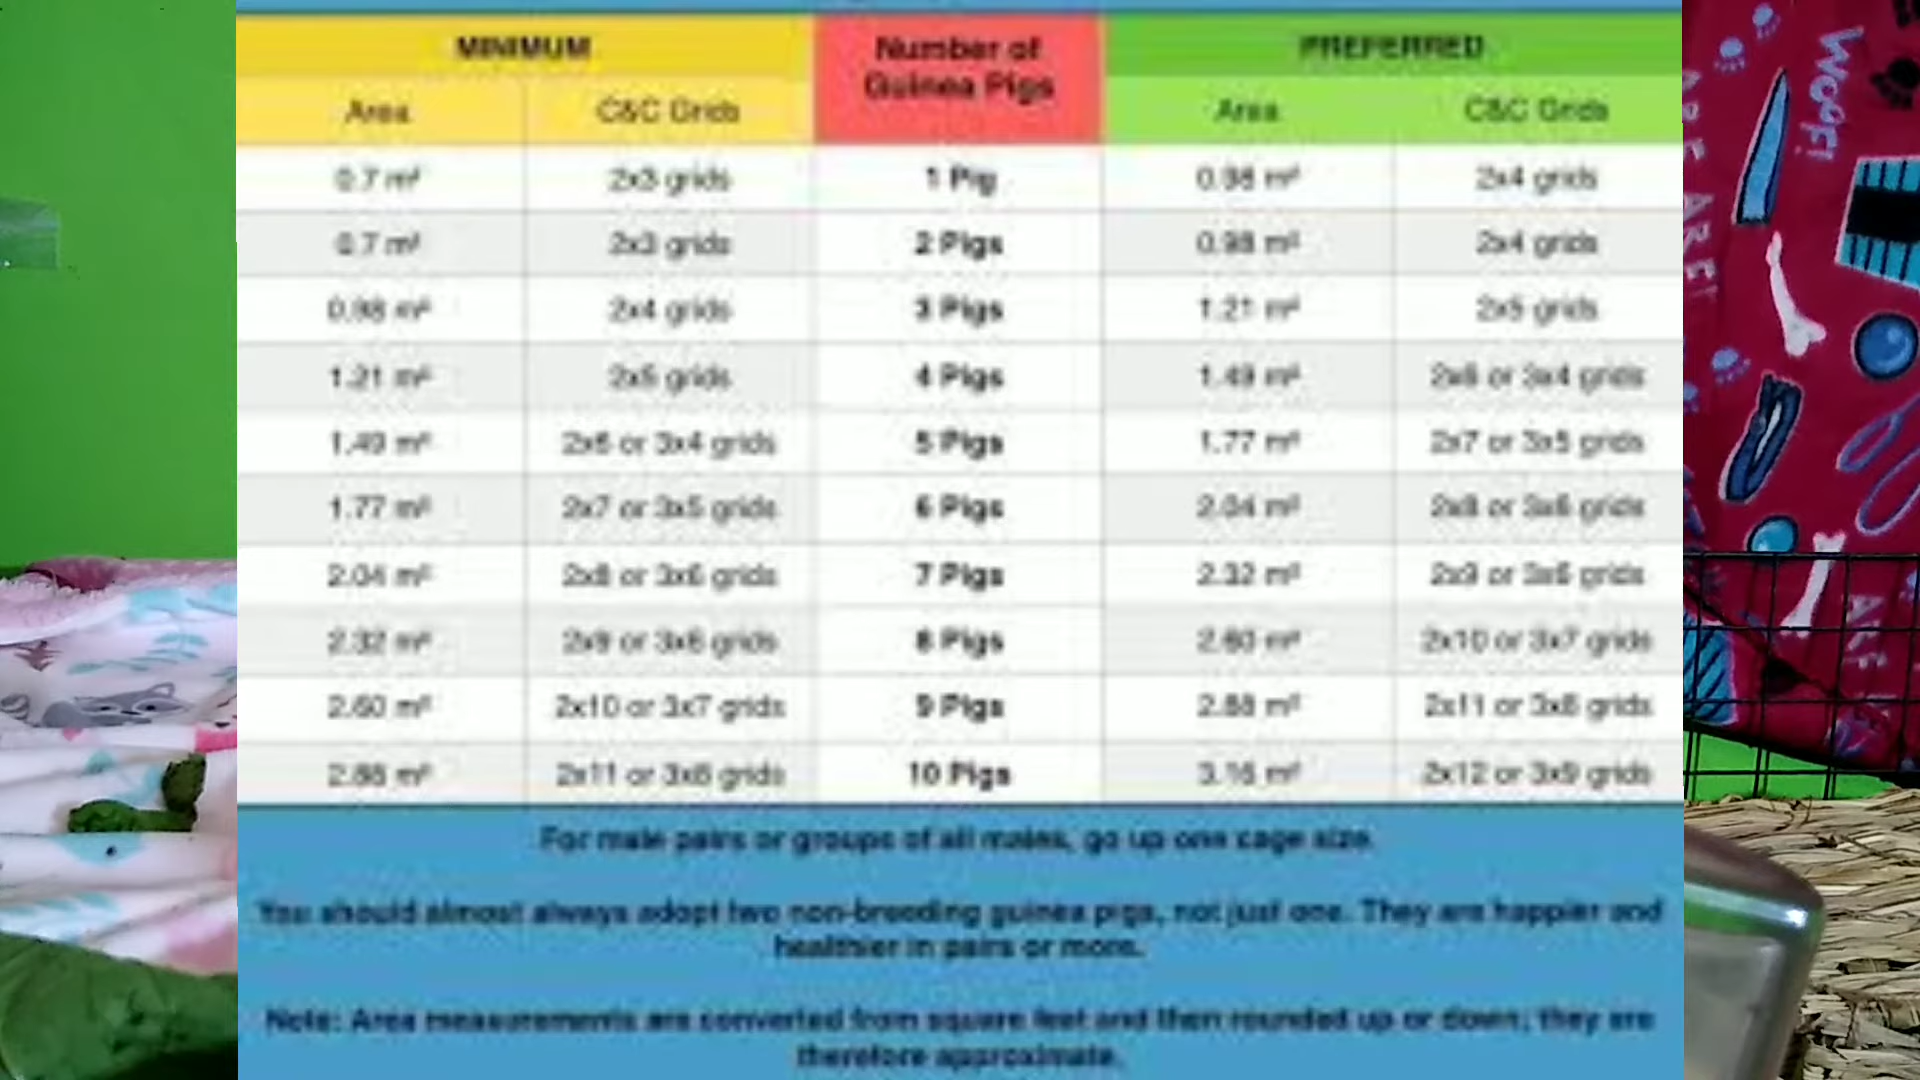 MINIMUM Number of Guinea Pigs PREFERRED
Area C&C Grids Area C&C Grids
0.7 m² 2x3 grids 1 Pig 0.98 m² 2x4 grids
0.7 m² 2x3 grids 2 Pigs 0.98 m² 2x4 grids
0.98 m² 2x4 grids 3 Pigs 1.21 m² 2x5 grids
1.21 m² 2x5 grids 4 Pigs 1.49 m² 2x6 or 3x4 grids
1.49 m² 2x6 or 3x4 grids 5 Pigs 1.77 m² 2x7 or 3x5 grids
1.77 m² 2x7 or 3x5 grids 6 Pigs 2.04 m² 2x8 or 3x6 grids
2.04 m² 2x8 or 3x6 grids 7 Pigs 2.32 m² 2x9 or 3x6 grids
2.32 m² 2x9 or 3x6 grids 8 Pigs 2.60 m² 2x10 or 3x7 grids
2.60 m² 2x10 or 3x7 grids 9 Pigs 2.88 m² 2x11 or 3x8 grids
2.88 m² 2x11 or 3x8 grids 10 Pigs 3.16 m² 2x12 or 3x9 grids
For male pairs or groups of all males, go up one cage size.
You should almost always adopt two non-breeding guinea pigs, not just one. They are happier and
healthier in pairs or more.
Note: Area measurements are converted from square feet and then rounded up or down; they are
therefore approximate.
WOOF!
ARF ARF!
ARF